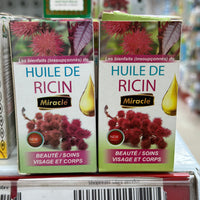 Les bienfaits (insoupçonnés) de
HUILE DE
RICIN
Miracle
BEAUTÉ / SOINS
VISAGE ET CORPS
Les bienfaits (insoupçonnés) de
HUILE DE
RICIN
Miracle
BEAUTÉ / SOINS
VISAGE ET CORPS